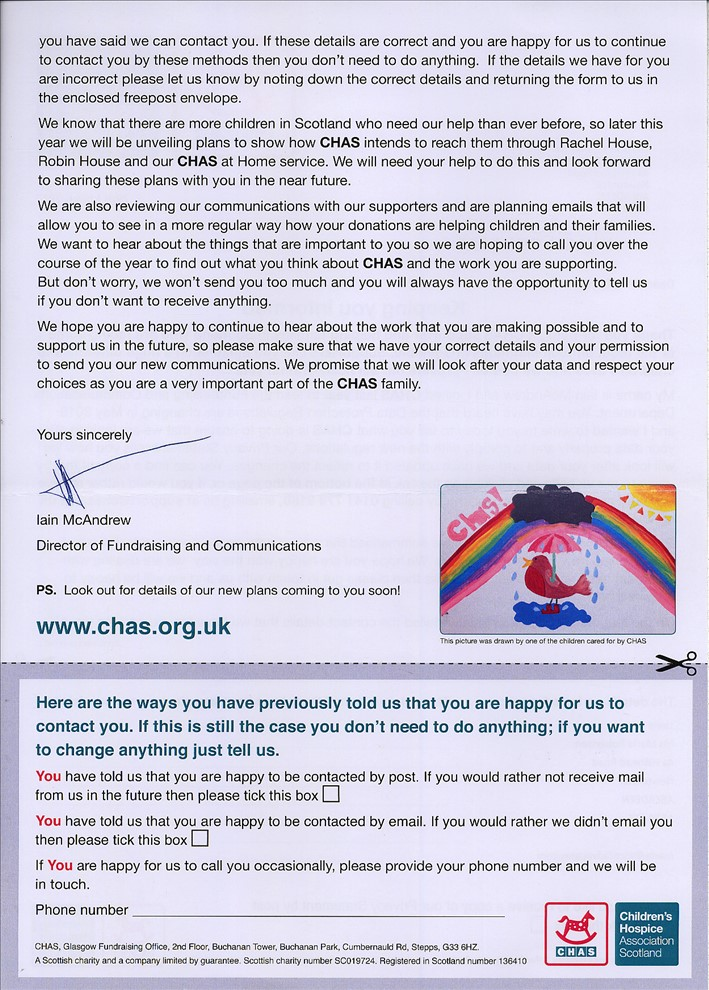 you have said we can contact you. If these details are correct and you are happy for us to continue
to contact you by these methods then you don't need to do anything.  If the details we have for you
are incorrect please let us know by noting down the correct details and returning the form to us in
the enclosed freepost envelope.
We know that there are more children in Scotland who need our help than ever before, so later this
year we will be unveiling plans to show how CHAS intends to reach them through Rachel House,
Robin House and our CHAS at Home service. We will need your help to do this and look forward
to sharing these plans with you in the near future.
We are also reviewing our communications with our supporters and are planning emails that will
allow you to see in a more regular way how your donations are helping children and their families.
We want to hear about the things that are important to you so we are hoping to call you over the
course of the year to find out what you think about CHAS and the work you are supporting.
But don't worry, we won't send you too much and you will always have the opportunity to tell us
if you don't want to receive anything.
We hope you are happy to continue to hear about the work that you are making possible and to
support us in the future, so please make sure that we have your correct details and your permission
to send you our new communications. We promise that we will look after your data and respect your
choices as you are a very important part of the CHAS family.
Yours sincerely
Iain McAndrew
Director of Fundraising and Communications
PS. Look out for details of our new plans coming to you soon!
www.chas.org.uk
Chas!
This picture was drawn by one of the children cared for by CHAS
Here are the ways you have previously told us that you are happy for us to
contact you. If this is still the case you don't need to do anything; if you want
to change anything just tell us.
You have told us that you are happy to be contacted by post. If you would rather not receive mail
from us in the future then please tick this box
You have told us that you are happy to be contacted by email. If you would rather we didn't email you
then please tick this box
If You are happy for us to call you occasionally, please provide your phone number and we will be
in touch.
Phone number
CHAS, Glasgow Fundraising Office, 2nd Floor, Buchanan Tower, Buchanan Park, Cumbernauld Rd, Stepps, G33 6HZ.
A Scottish charity and a company limited by guarantee. Scottish charity number SC019724. Registered in Scotland number 136410
CHAS
Children's
Hospice
Association
Scotland